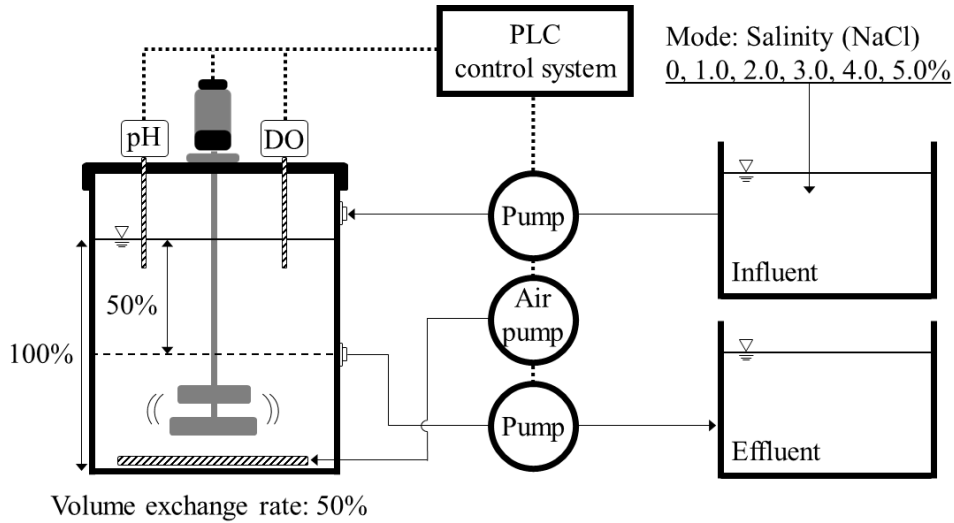 PLC
control system
Mode: Salinity (NaCl)
0, 1.0, 2.0, 3.0, 4.0, 5.0%
pH
DO
Pump
Influent
50%
Air
pump
100%
Pump
Effluent
Volume exchange rate: 50%